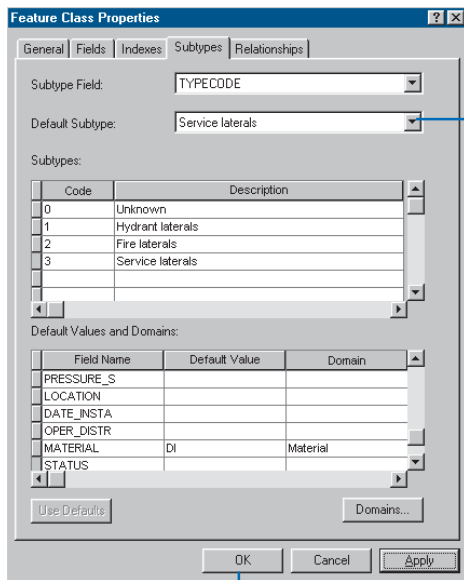 Feature Class Properties
General Fields Indexes Subtypes Relationships
Subtype Field: TYPECODE
Default Subtype: Service laterals
Subtypes:
Code Description
0 Unknown
1 Hydrant laterals
2 Fire laterals
3 Service laterals
Default Values and Domains:
Field Name Default Value Domain
PRESSURE_S
LOCATION
DATE_INSTA
OPER_DISTR
MATERIAL DI Material
STATUS
Use Defaults Domains...
OK Cancel Apply